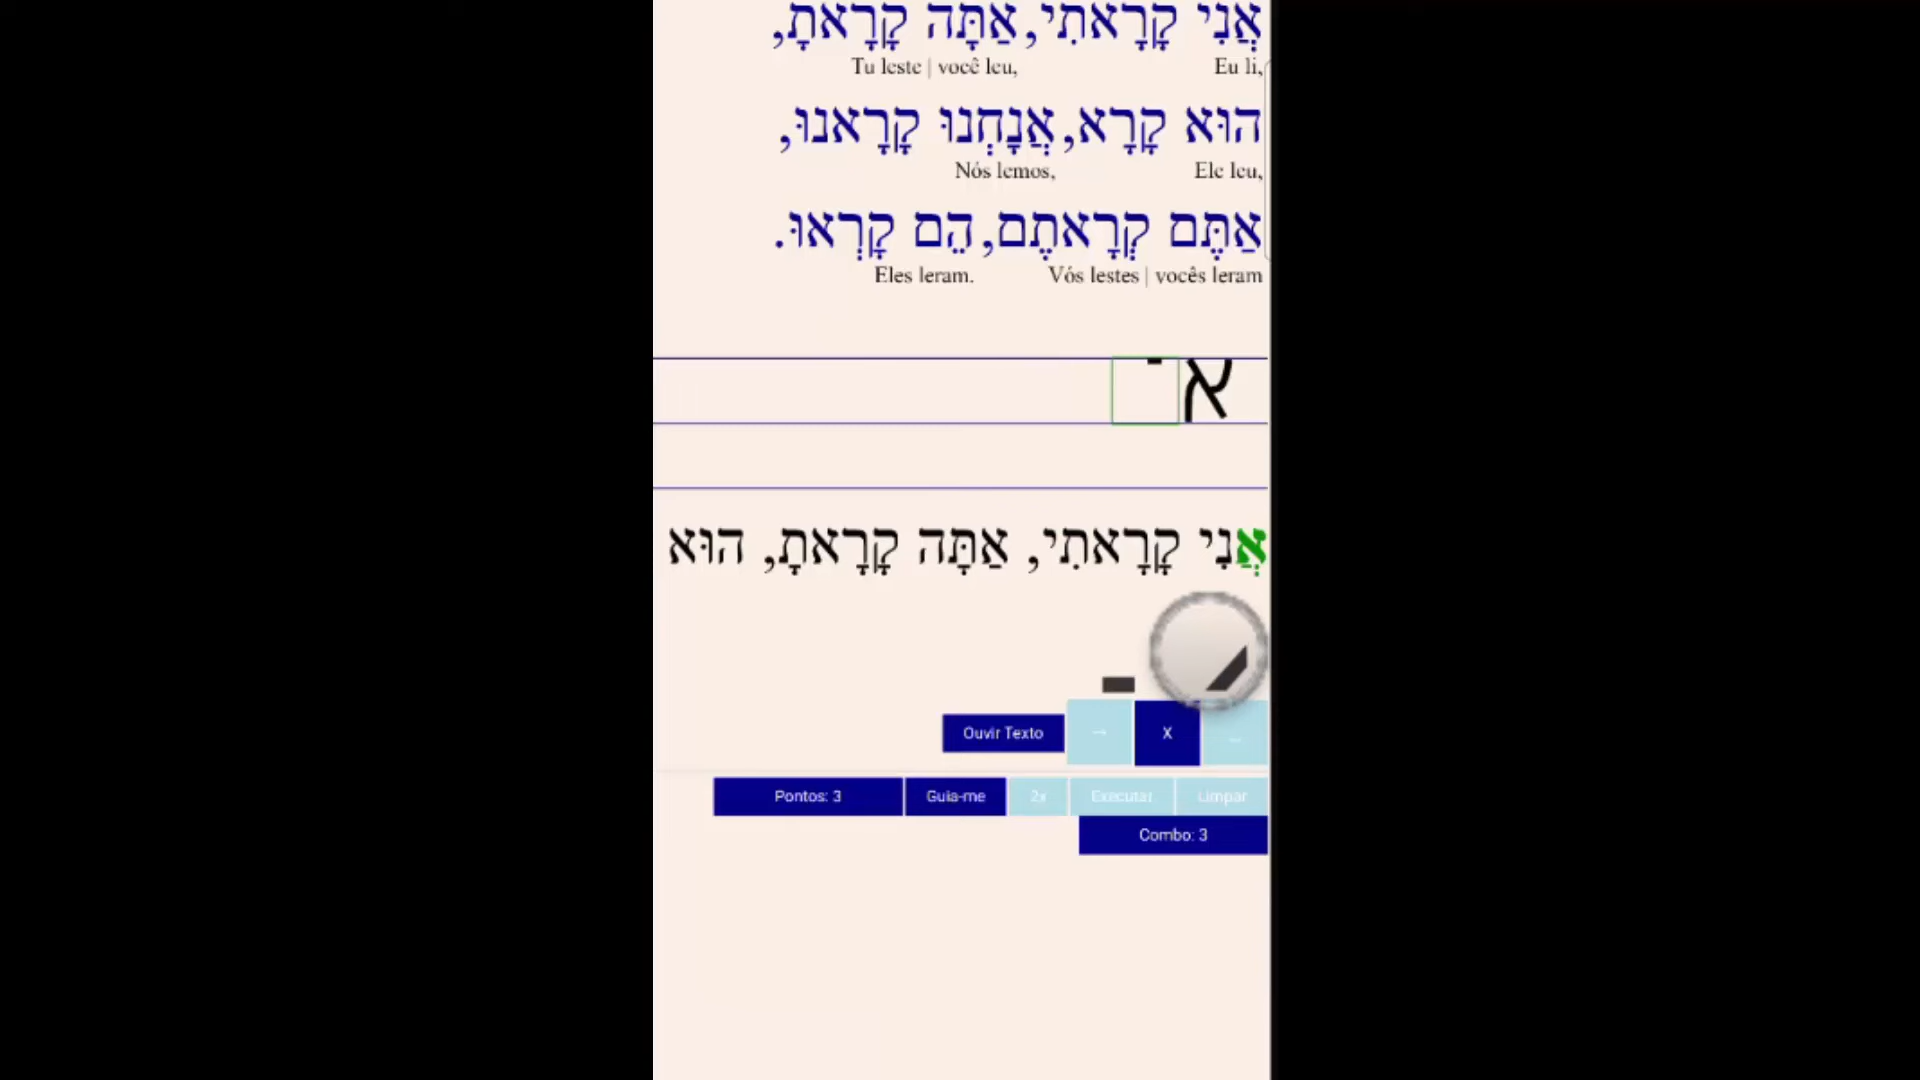 אֲנִי קָרָאתִי, אַתָּה קָרָאתָ,
Eu li, Tu leste | você leu,
הוּא קָרָא, אֲנָחְנוּ קָרָאנוּ,
Ele leu, Nós lemos,
אַתֶּם קְרָאתֶם, הֵם קָרְאוּ.
Vós lestes | vocês leram Eles leram.
א
אֲנִי קָרָאתִי, אַתָּה קָרָאתָ, הוּא
Ouvir Texto → X _
Pontos: 3 Guia-me 2x Executar Limpar
Combo: 3